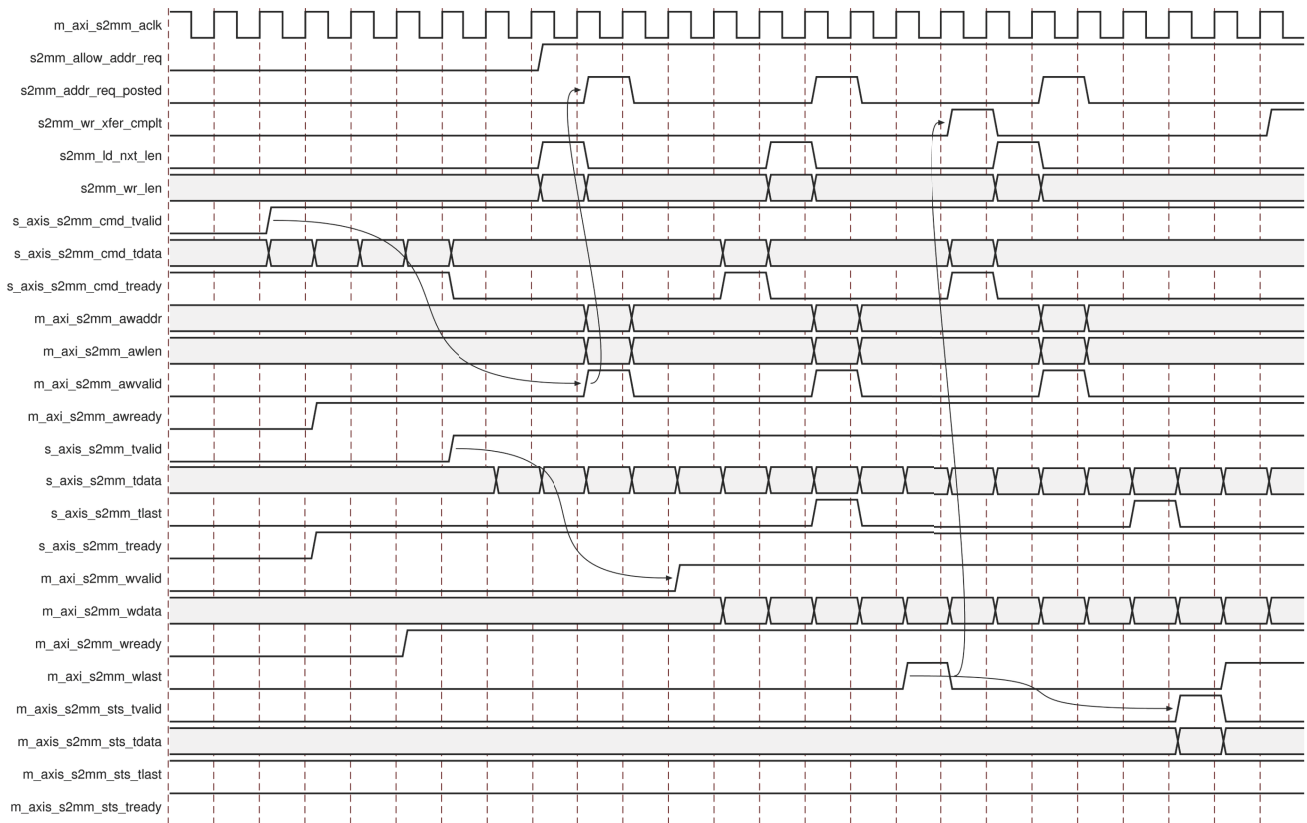 m_axi_s2mm_aclk
s2mm_allow_addr_req
s2mm_addr_req_posted
s2mm_wr_xfer_cmplt
s2mm_ld_nxt_len
s2mm_wr_len
s_axis_s2mm_cmd_tvalid
s_axis_s2mm_cmd_tdata
s_axis_s2mm_cmd_tready
m_axi_s2mm_awaddr
m_axi_s2mm_awlen
m_axi_s2mm_awvalid
m_axi_s2mm_awready
s_axis_s2mm_tvalid
s_axis_s2mm_tdata
s_axis_s2mm_tlast
s_axis_s2mm_tready
m_axi_s2mm_wvalid
m_axi_s2mm_wdata
m_axi_s2mm_wready
m_axi_s2mm_wlast
m_axis_s2mm_sts_tvalid
m_axis_s2mm_sts_tdata
m_axis_s2mm_sts_tlast
m_axis_s2mm_sts_tready